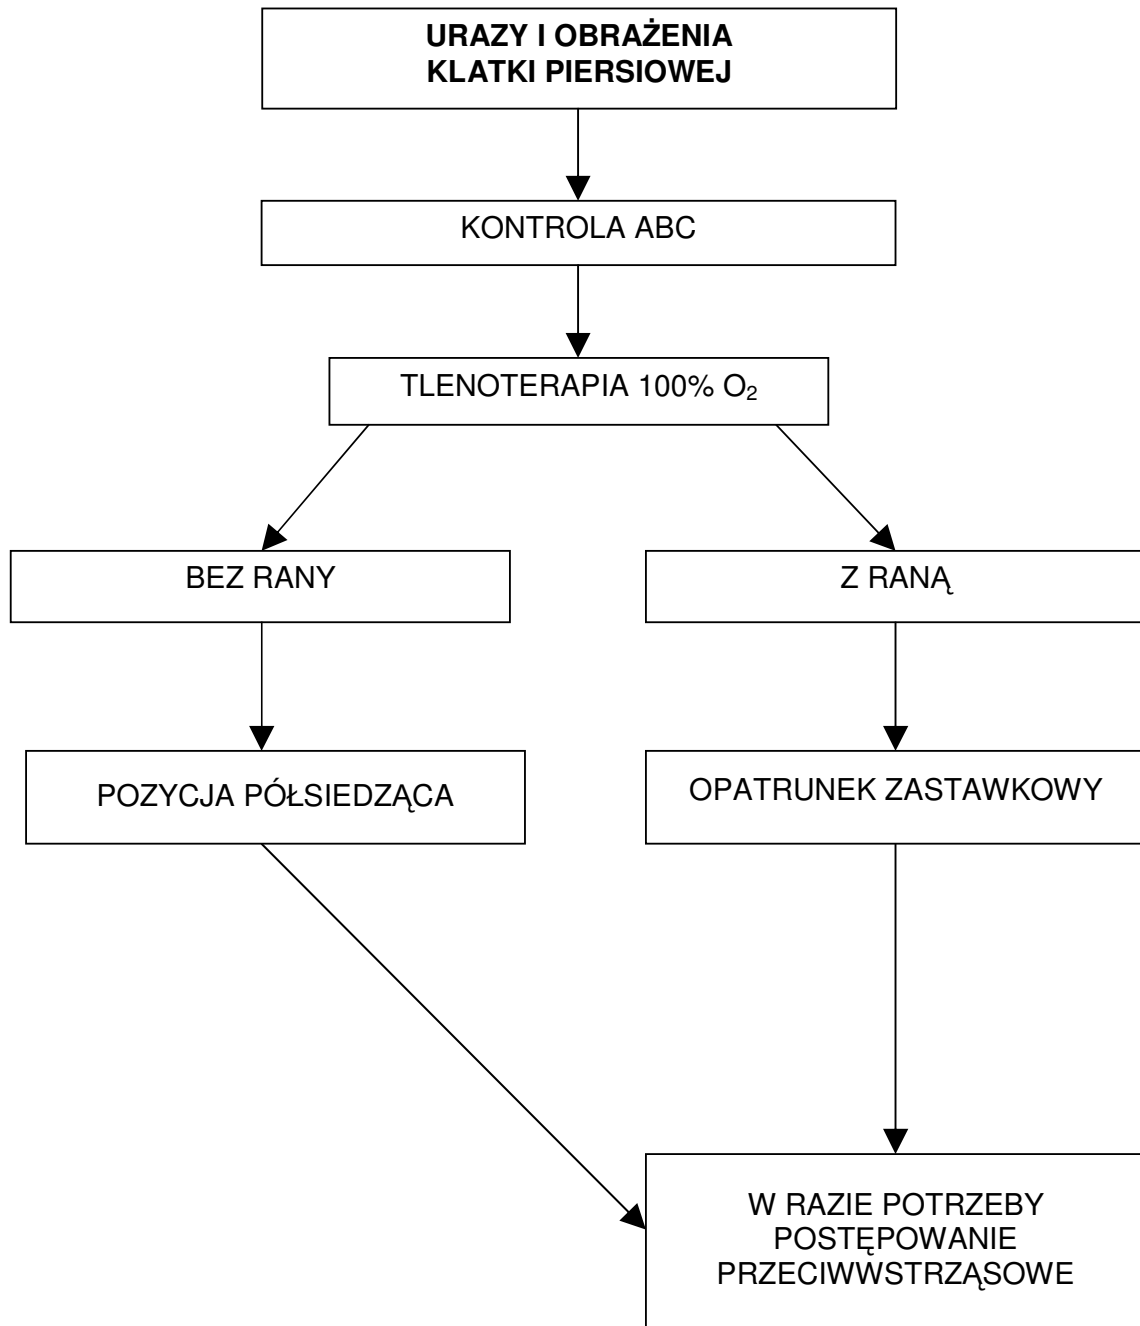 URAZY I OBRAŻENIA
KLATKI PIERSIOWEJ
KONTROLA ABC
TLENOTERAPIA 100% O₂
BEZ RANY
Z RANĄ
POZYCJA PÓŁSIEDZĄCA
OPATRUNEK ZASTAWKOWY
W RAZIE POTRZEBY
POSTĘPOWANIE
PRZECIWWSTRZĄSOWE